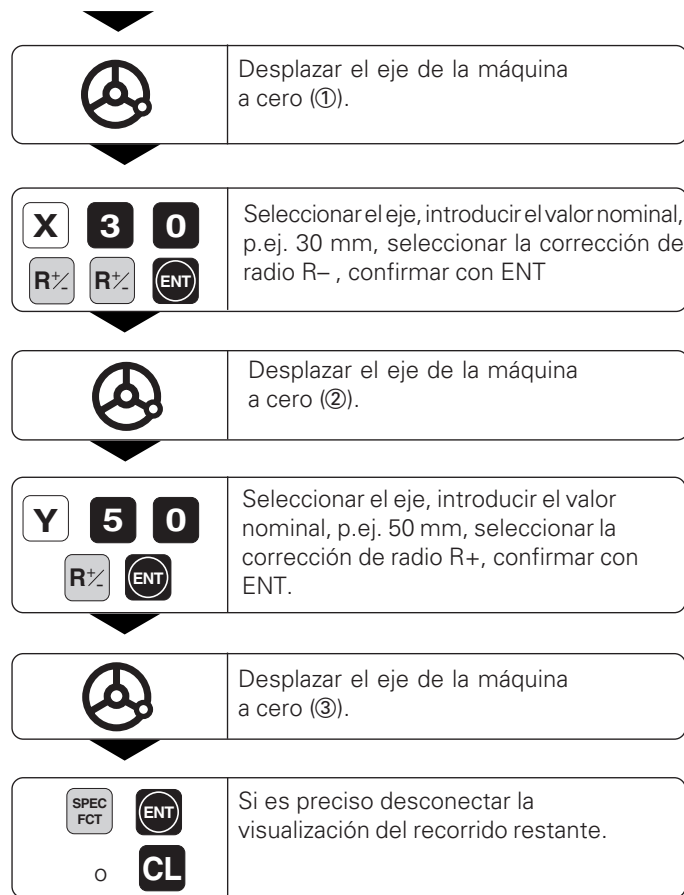 Desplazar el eje de la máquina
a cero (①).
X 3 0
R+/- R+/- ENT
Seleccionar el eje, introducir el valor nominal,
p.ej. 30 mm, seleccionar la corrección de
radio R– , confirmar con ENT
Desplazar el eje de la máquina
a cero (②).
Y 5 0
R+/- ENT
Seleccionar el eje, introducir el valor
nominal, p.ej. 50 mm, seleccionar la
corrección de radio R+, confirmar con
ENT.
Desplazar el eje de la máquina
a cero (③).
SPEC
FCT ENT
o CL
Si es preciso desconectar la
visualización del recorrido restante.